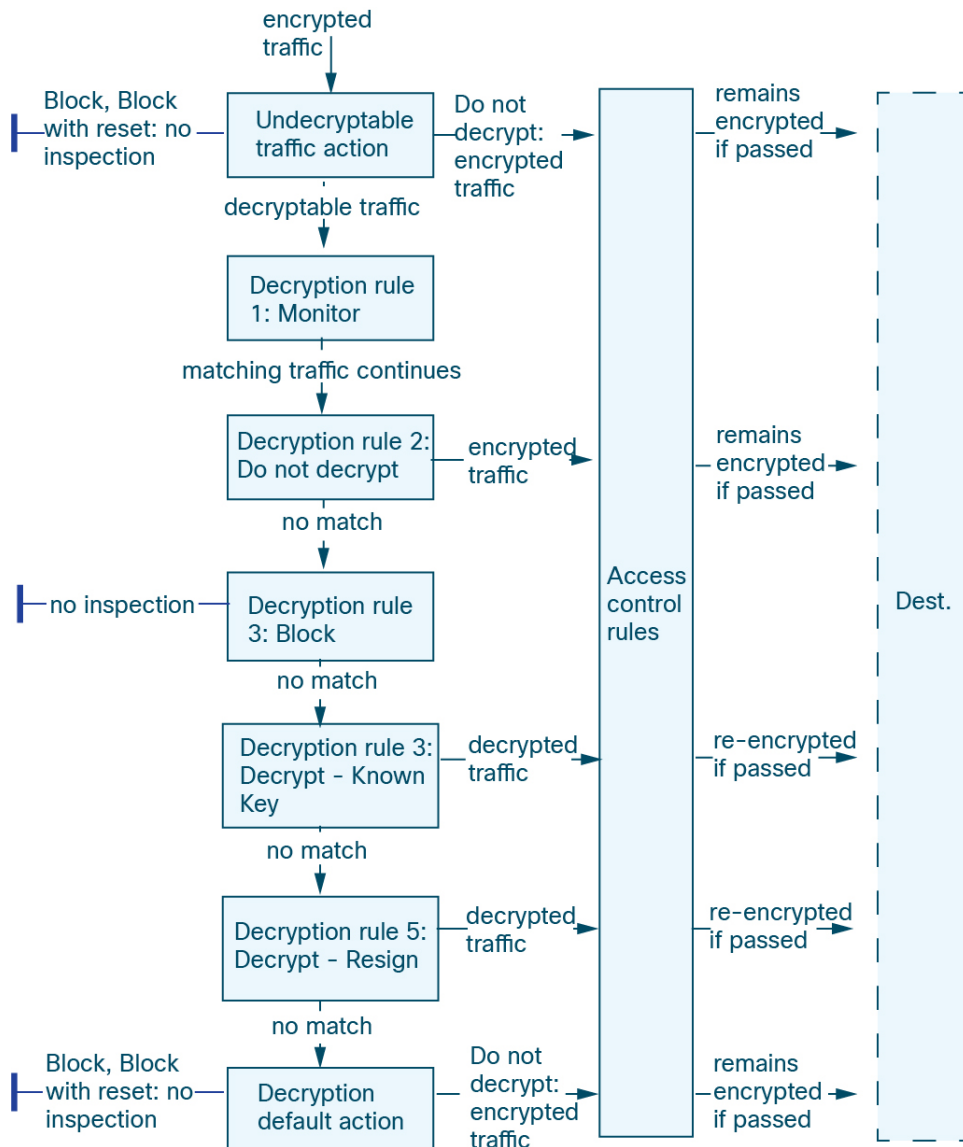 encrypted
traffic
Block, Block
with reset: no
inspection
Undecryptable
traffic action
Do not
decrypt:
encrypted
traffic
remains
encrypted
if passed
decryptable traffic
Decryption rule
1: Monitor
matching traffic continues
Decryption rule 2:
Do not decrypt
encrypted
traffic
remains
encrypted
if passed
no match
no inspection
Decryption rule
3: Block
Access
control
rules
Dest.
no match
Decryption rule 3:
Decrypt - Known
Key
decrypted
traffic
re-encrypted
if passed
no match
Decryption rule 5:
Decrypt - Resign
decrypted
traffic
re-encrypted
if passed
no match
Block, Block
with reset: no
inspection
Decryption
default action
Do not
decrypt:
encrypted
traffic
remains
encrypted
if passed